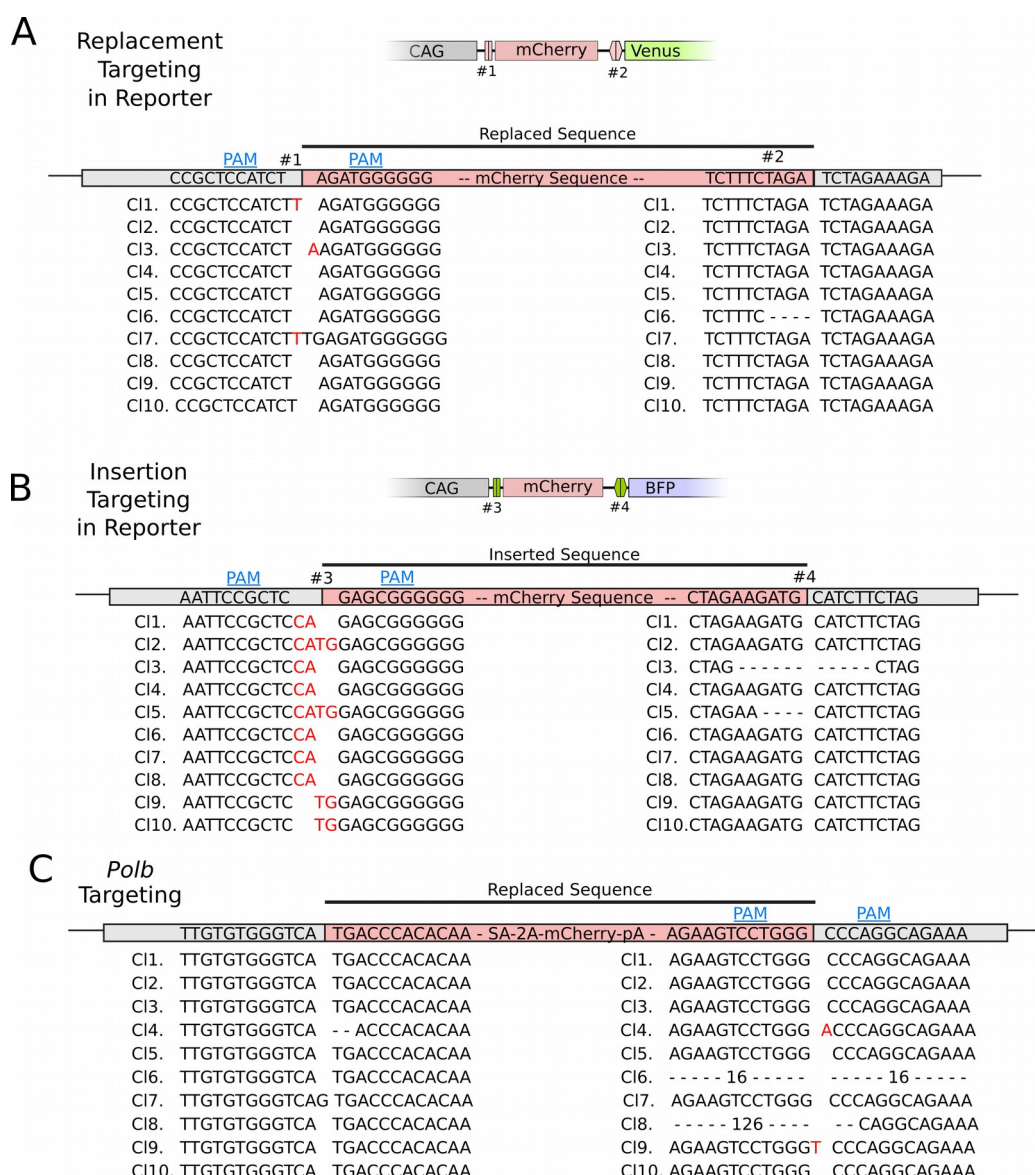 A
Replacement
Targeting
in Reporter
CAG mCherry Venus
#1 #2
Replaced Sequence
PAM #1 PAM #2
CCGCTCCATCT AGATGGGGGG -- mCherry Sequence -- TCTTTCTAGA TCTAGAAAGA
Cl1. CCGCTCCATCTT AGATGGGGGG Cl1. TCTTTCTAGA TCTAGAAAGA
Cl2. CCGCTCCATCT AGATGGGGGG Cl2. TCTTTCTAGA TCTAGAAAGA
Cl3. CCGCTCCATCT AAGATGGGGGG Cl3. TCTTTCTAGA TCTAGAAAGA
Cl4. CCGCTCCATCT AGATGGGGGG Cl4. TCTTTCTAGA TCTAGAAAGA
Cl5. CCGCTCCATCT AGATGGGGGG Cl5. TCTTTCTAGA TCTAGAAAGA
Cl6. CCGCTCCATCT AGATGGGGGG Cl6. TCTTTC - - - - TCTAGAAAGA
Cl7. CCGCTCCATCTTTGAGATGGGGGG Cl7. TCTTTCTAGA TCTAGAAAGA
Cl8. CCGCTCCATCT AGATGGGGGG Cl8. TCTTTCTAGA TCTAGAAAGA
Cl9. CCGCTCCATCT AGATGGGGGG Cl9. TCTTTCTAGA TCTAGAAAGA
Cl10. CCGCTCCATCT AGATGGGGGG Cl10. TCTTTCTAGA TCTAGAAAGA
B
Insertion
Targeting
in Reporter
CAG mCherry BFP
#3 #4
Inserted Sequence
PAM #3 PAM #4
AATTCCGCTC GAGCGGGGGG -- mCherry Sequence -- CTAGAAGATG CATCTTCTAG
Cl1. AATTCCGCTCCA GAGCGGGGGG Cl1. CTAGAAGATG CATCTTCTAG
Cl2. AATTCCGCTCCATGGAGCGGGGGG Cl2. CTAGAAGATG CATCTTCTAG
Cl3. AATTCCGCTCCA GAGCGGGGGG Cl3. CTAG - - - - - - - - - - - CTAG
Cl4. AATTCCGCTCCA GAGCGGGGGG Cl4. CTAGAAGATG CATCTTCTAG
Cl5. AATTCCGCTCCATGGAGCGGGGGG Cl5. CTAGAA - - - - CATCTTCTAG
Cl6. AATTCCGCTCCA GAGCGGGGGG Cl6. CTAGAAGATG CATCTTCTAG
Cl7. AATTCCGCTCCA GAGCGGGGGG Cl7. CTAGAAGATG CATCTTCTAG
Cl8. AATTCCGCTCCA GAGCGGGGGG Cl8. CTAGAAGATG CATCTTCTAG
Cl9. AATTCCGCTC TGGAGCGGGGGG Cl9. CTAGAAGATG CATCTTCTAG
Cl10. AATTCCGCTC TGGAGCGGGGGG Cl10.CTAGAAGATG CATCTTCTAG
C
Polb
Targeting
Replaced Sequence
PAM PAM
TTGTGTGGGTCA TGACCCACACAA - SA-2A-mCherry-pA - AGAAGTCCTGGG CCCAGGCAGAAA
Cl1. TTGTGTGGGTCA TGACCCACACAA Cl1. AGAAGTCCTGGG CCCAGGCAGAAA
Cl2. TTGTGTGGGTCA TGACCCACACAA Cl2. AGAAGTCCTGGG CCCAGGCAGAAA
Cl3. TTGTGTGGGTCA TGACCCACACAA Cl3. AGAAGTCCTGGG CCCAGGCAGAAA
Cl4. TTGTGTGGGTCA - - ACCCACACAA Cl4. AGAAGTCCTGGG ACCCAGGCAGAAA
Cl5. TTGTGTGGGTCA TGACCCACACAA Cl5. AGAAGTCCTGGG CCCAGGCAGAAA
Cl6. TTGTGTGGGTCA TGACCCACACAA Cl6. - - - - - 16 - - - - - - - - - - 16 - - - - -
Cl7. TTGTGTGGGTCAG TGACCCACACAA Cl7. AGAAGTCCTGGG CCCAGGCAGAAA
Cl8. TTGTGTGGGTCA TGACCCACACAA Cl8. - - - - - 126 - - - - - - CAGGCAGAAA
Cl9. TTGTGTGGGTCA TGACCCACACAA Cl9. AGAAGTCCTGGGT CCCAGGCAGAAA
Cl10. TTGTGTGGGTCA TGACCCACACAA Cl10. AGAAGTCCTGGG CCCAGGCAGAAA